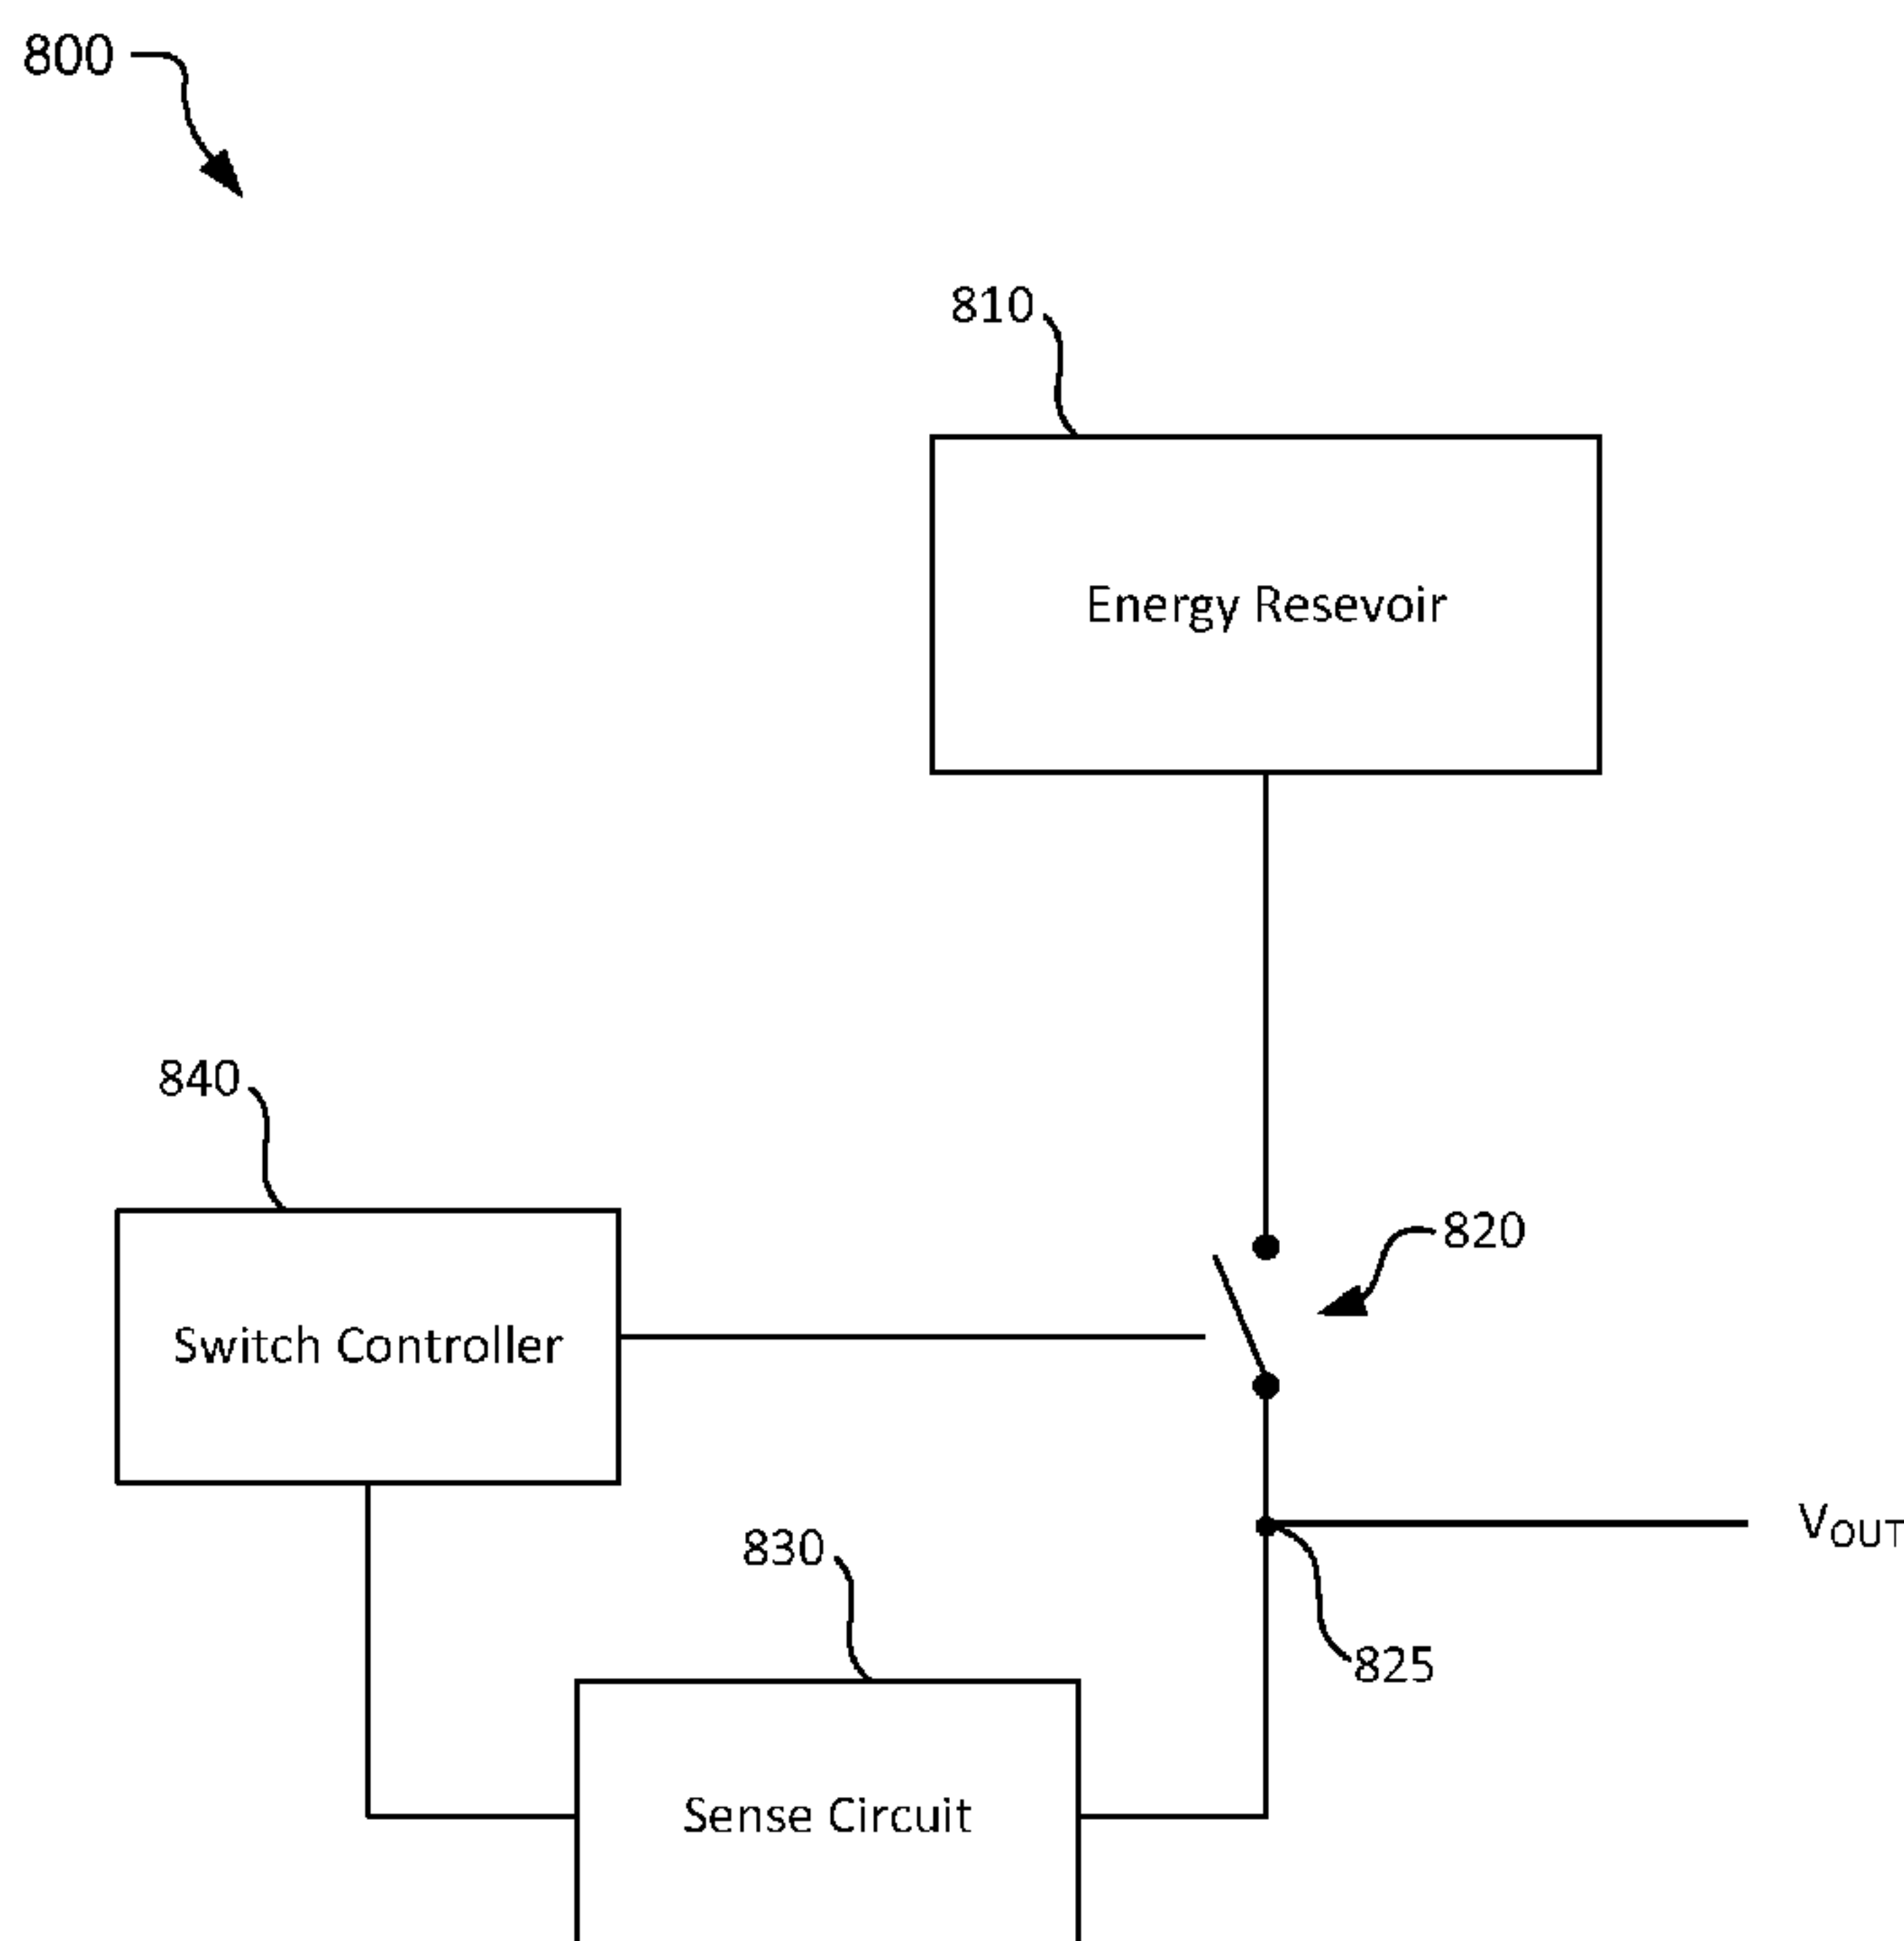 800
810
Energy Resevoir
840
820
Switch Controller
VOUT
830
825
Sense Circuit